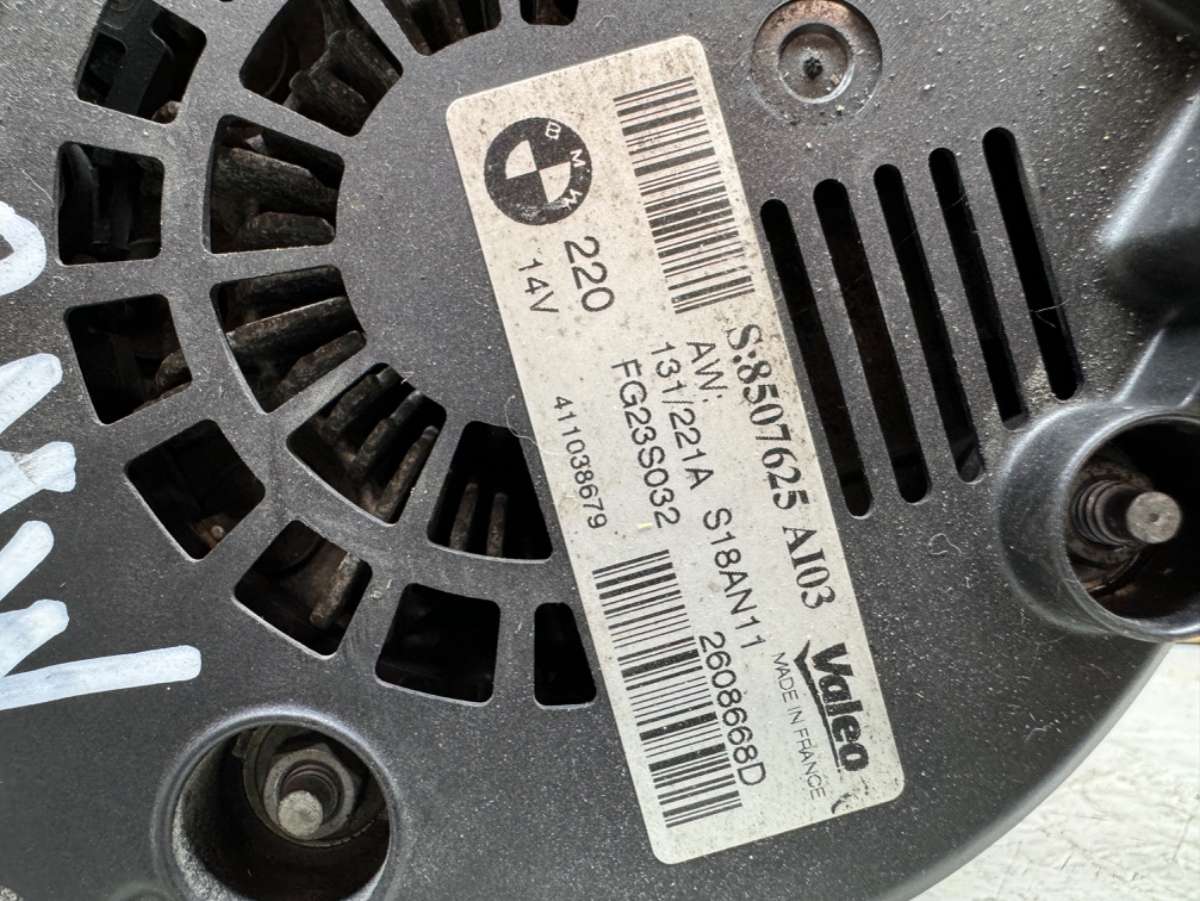 BMW
220
14V
S:8507625 AI03
AW;
131/221A S18AN11
FG23S032
2608668D
411038679
Valeo
MADE IN FRANCE